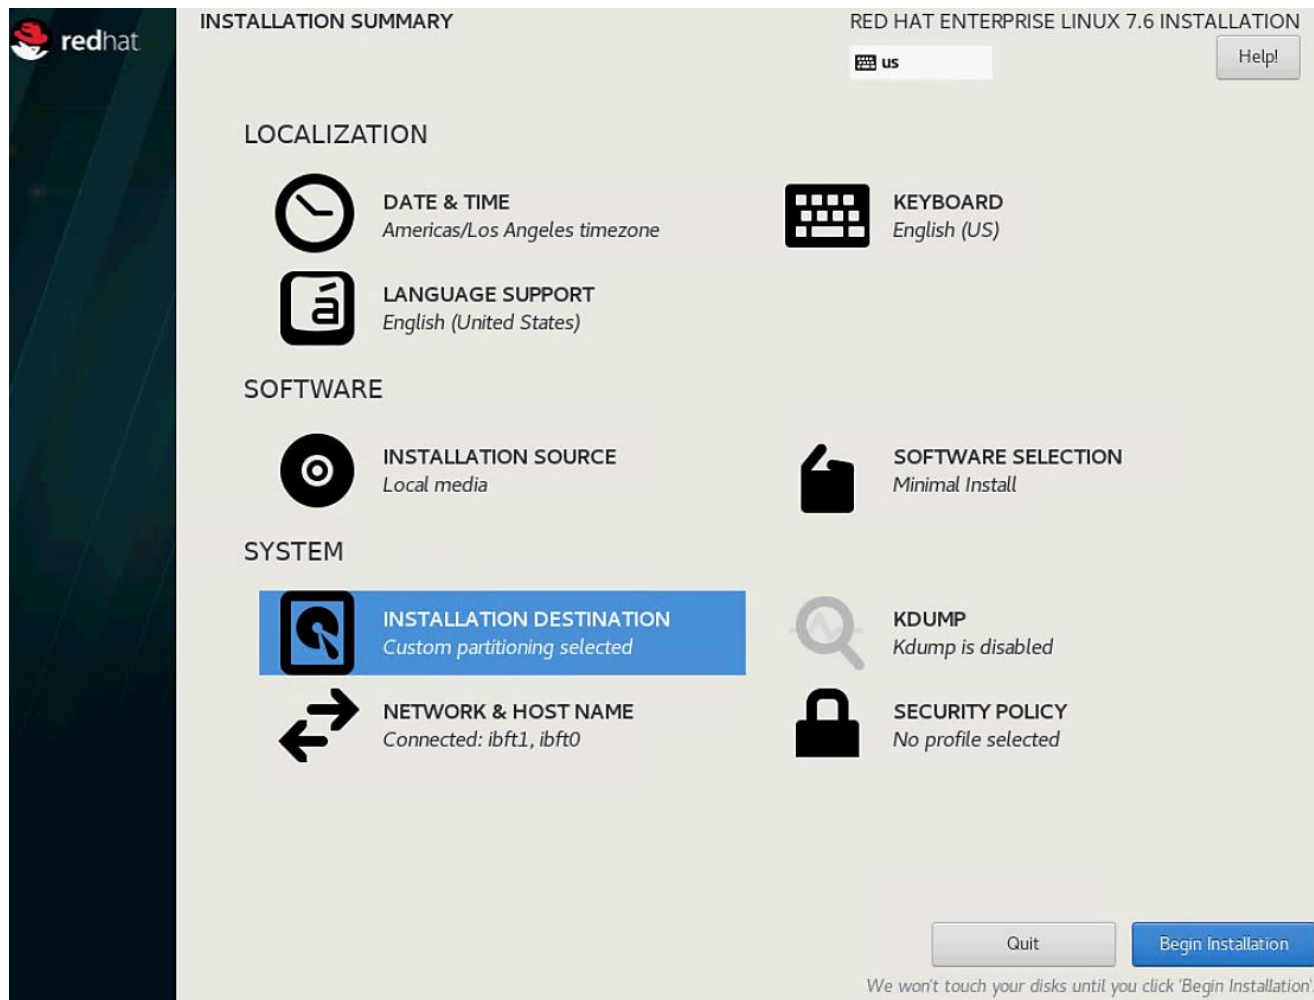 redhat
INSTALLATION SUMMARY
RED HAT ENTERPRISE LINUX 7.6 INSTALLATION
us
Help!
LOCALIZATION
DATE & TIME
Americas/Los Angeles timezone
KEYBOARD
English (US)
á
LANGUAGE SUPPORT
English (United States)
SOFTWARE
INSTALLATION SOURCE
Local media
SOFTWARE SELECTION
Minimal Install
SYSTEM
INSTALLATION DESTINATION
Custom partitioning selected
KDUMP
Kdump is disabled
NETWORK & HOST NAME
Connected: ibft1, ibft0
SECURITY POLICY
No profile selected
Quit
Begin Installation
We won't touch your disks until you click 'Begin Installation'.